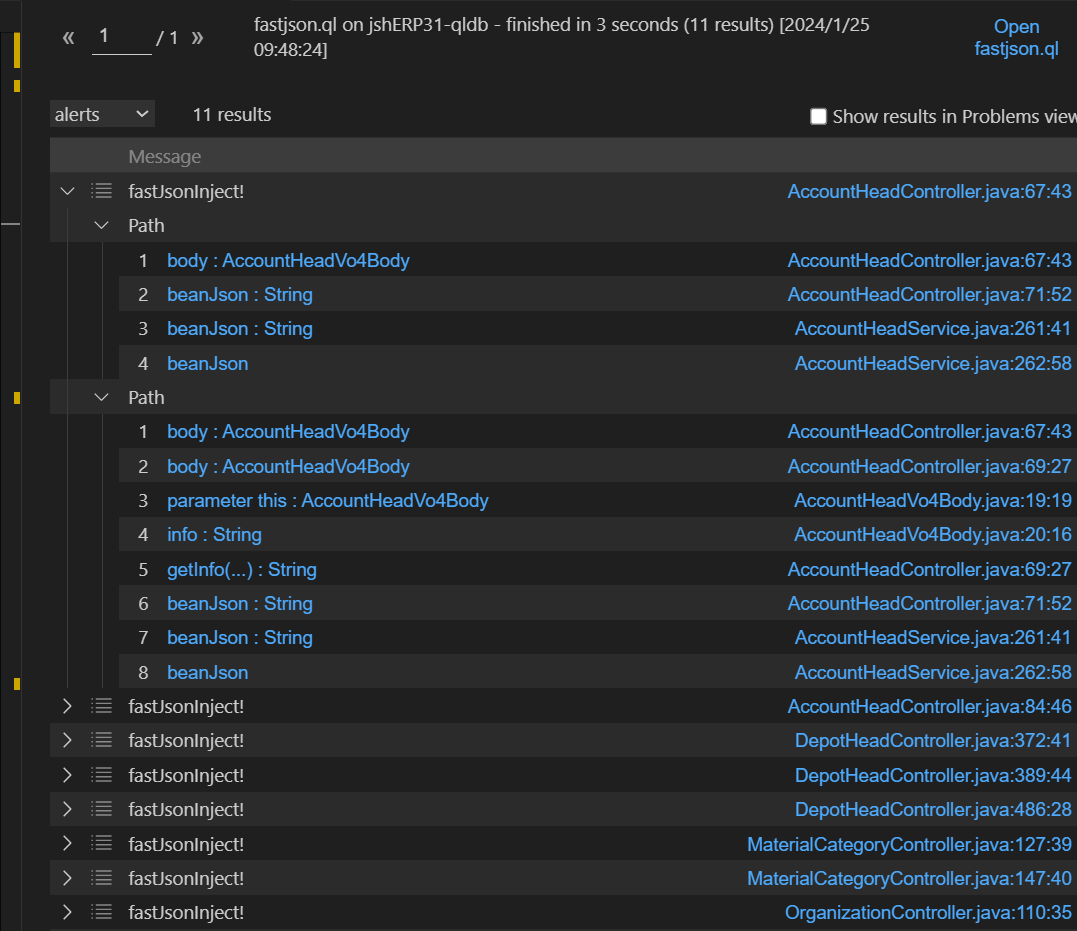 « 1 / 1 »
fastjson.ql on jshERP31-qldb - finished in 3 seconds (11 results) [2024/1/25
09:48:24]
Open
fastjson.ql
alerts 11 results Show results in Problems view
Message
fastJsonInject! AccountHeadController.java:67:43
Path
1 body : AccountHeadVo4Body AccountHeadController.java:67:43
2 beanJson : String AccountHeadController.java:71:52
3 beanJson : String AccountHeadService.java:261:41
4 beanJson AccountHeadService.java:262:58
Path
1 body : AccountHeadVo4Body AccountHeadController.java:67:43
2 body : AccountHeadVo4Body AccountHeadController.java:69:27
3 parameter this : AccountHeadVo4Body AccountHeadVo4Body.java:19:19
4 info : String AccountHeadVo4Body.java:20:16
5 getInfo(...) : String AccountHeadController.java:69:27
6 beanJson : String AccountHeadController.java:71:52
7 beanJson : String AccountHeadService.java:261:41
8 beanJson AccountHeadService.java:262:58
fastJsonInject! AccountHeadController.java:84:46
fastJsonInject! DepotHeadController.java:372:41
fastJsonInject! DepotHeadController.java:389:44
fastJsonInject! DepotHeadController.java:486:28
fastJsonInject! MaterialCategoryController.java:127:39
fastJsonInject! MaterialCategoryController.java:147:40
fastJsonInject! OrganizationController.java:110:35